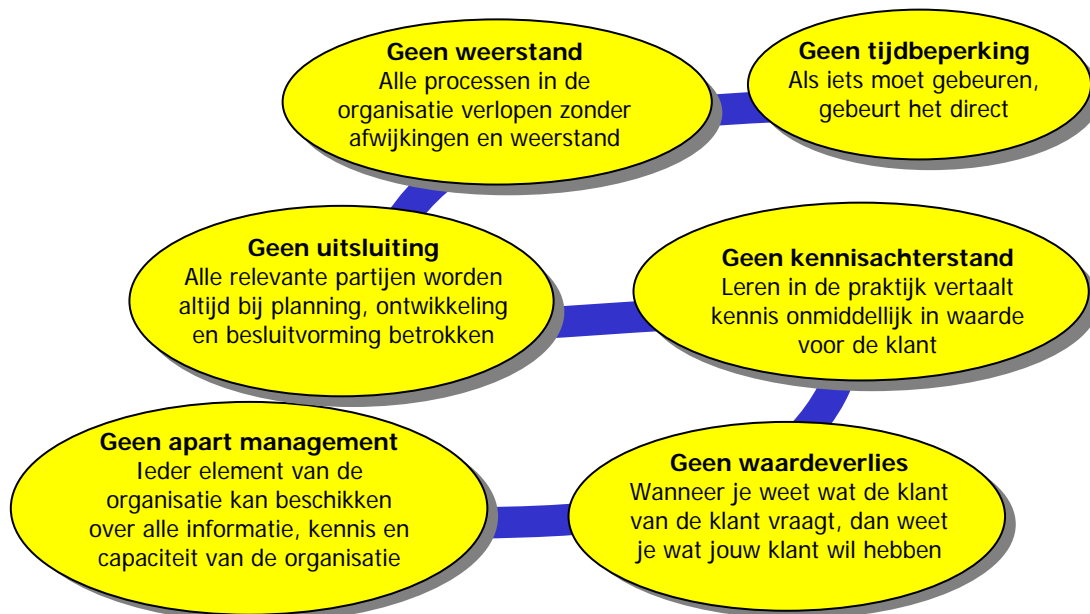 Geen weerstand
Alle processen in de
organisatie verlopen zonder
afwijkingen en weerstand
Geen tijdbeperking
Als iets moet gebeuren,
gebeurt het direct
Geen uitsluiting
Alle relevante partijen worden
altijd bij planning, ontwikkeling
en besluitvorming betrokken
Geen kennisachterstand
Leren in de praktijk vertaalt
kennis onmiddellijk in waarde
voor de klant
Geen apart management
Ieder element van de
organisatie kan beschikken
over alle informatie, kennis en
capaciteit van de organisatie
Geen waardeverlies
Wanneer je weet wat de klant
van de klant vraagt, dan weet
je wat jouw klant wil hebben